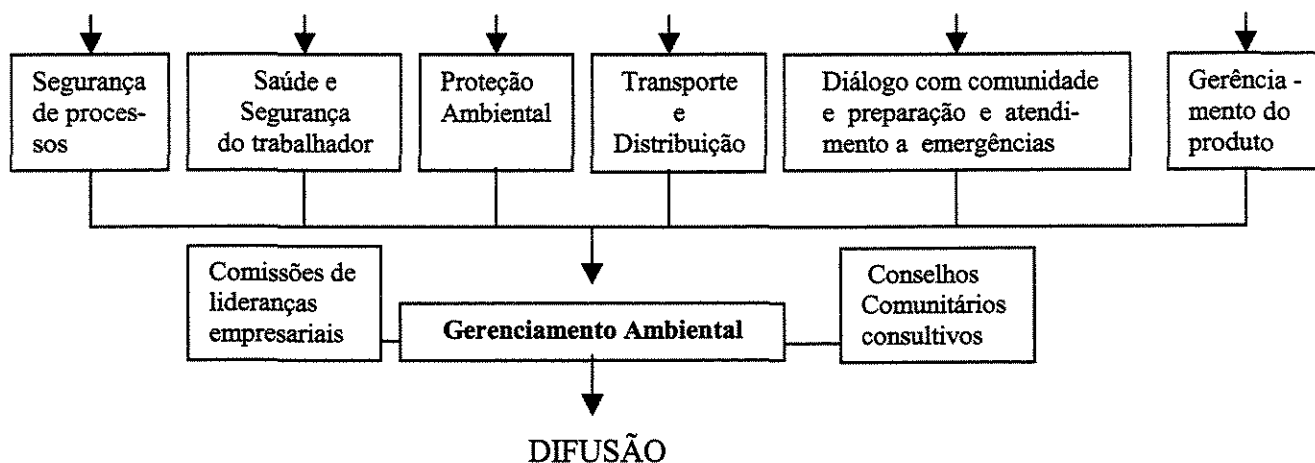 Segurança
de proces-
sos
Saúde e
Segurança
do trabalhador
Proteção
Ambiental
Transporte
e
Distribuição
Diálogo com comunidade
e preparação e atendi-
mento a emergências
Gerência -
mento do
produto
Comissões de
lideranças
empresariais
Gerenciamento Ambiental
Conselhos
Comunitários
consultivos
DIFUSÃO